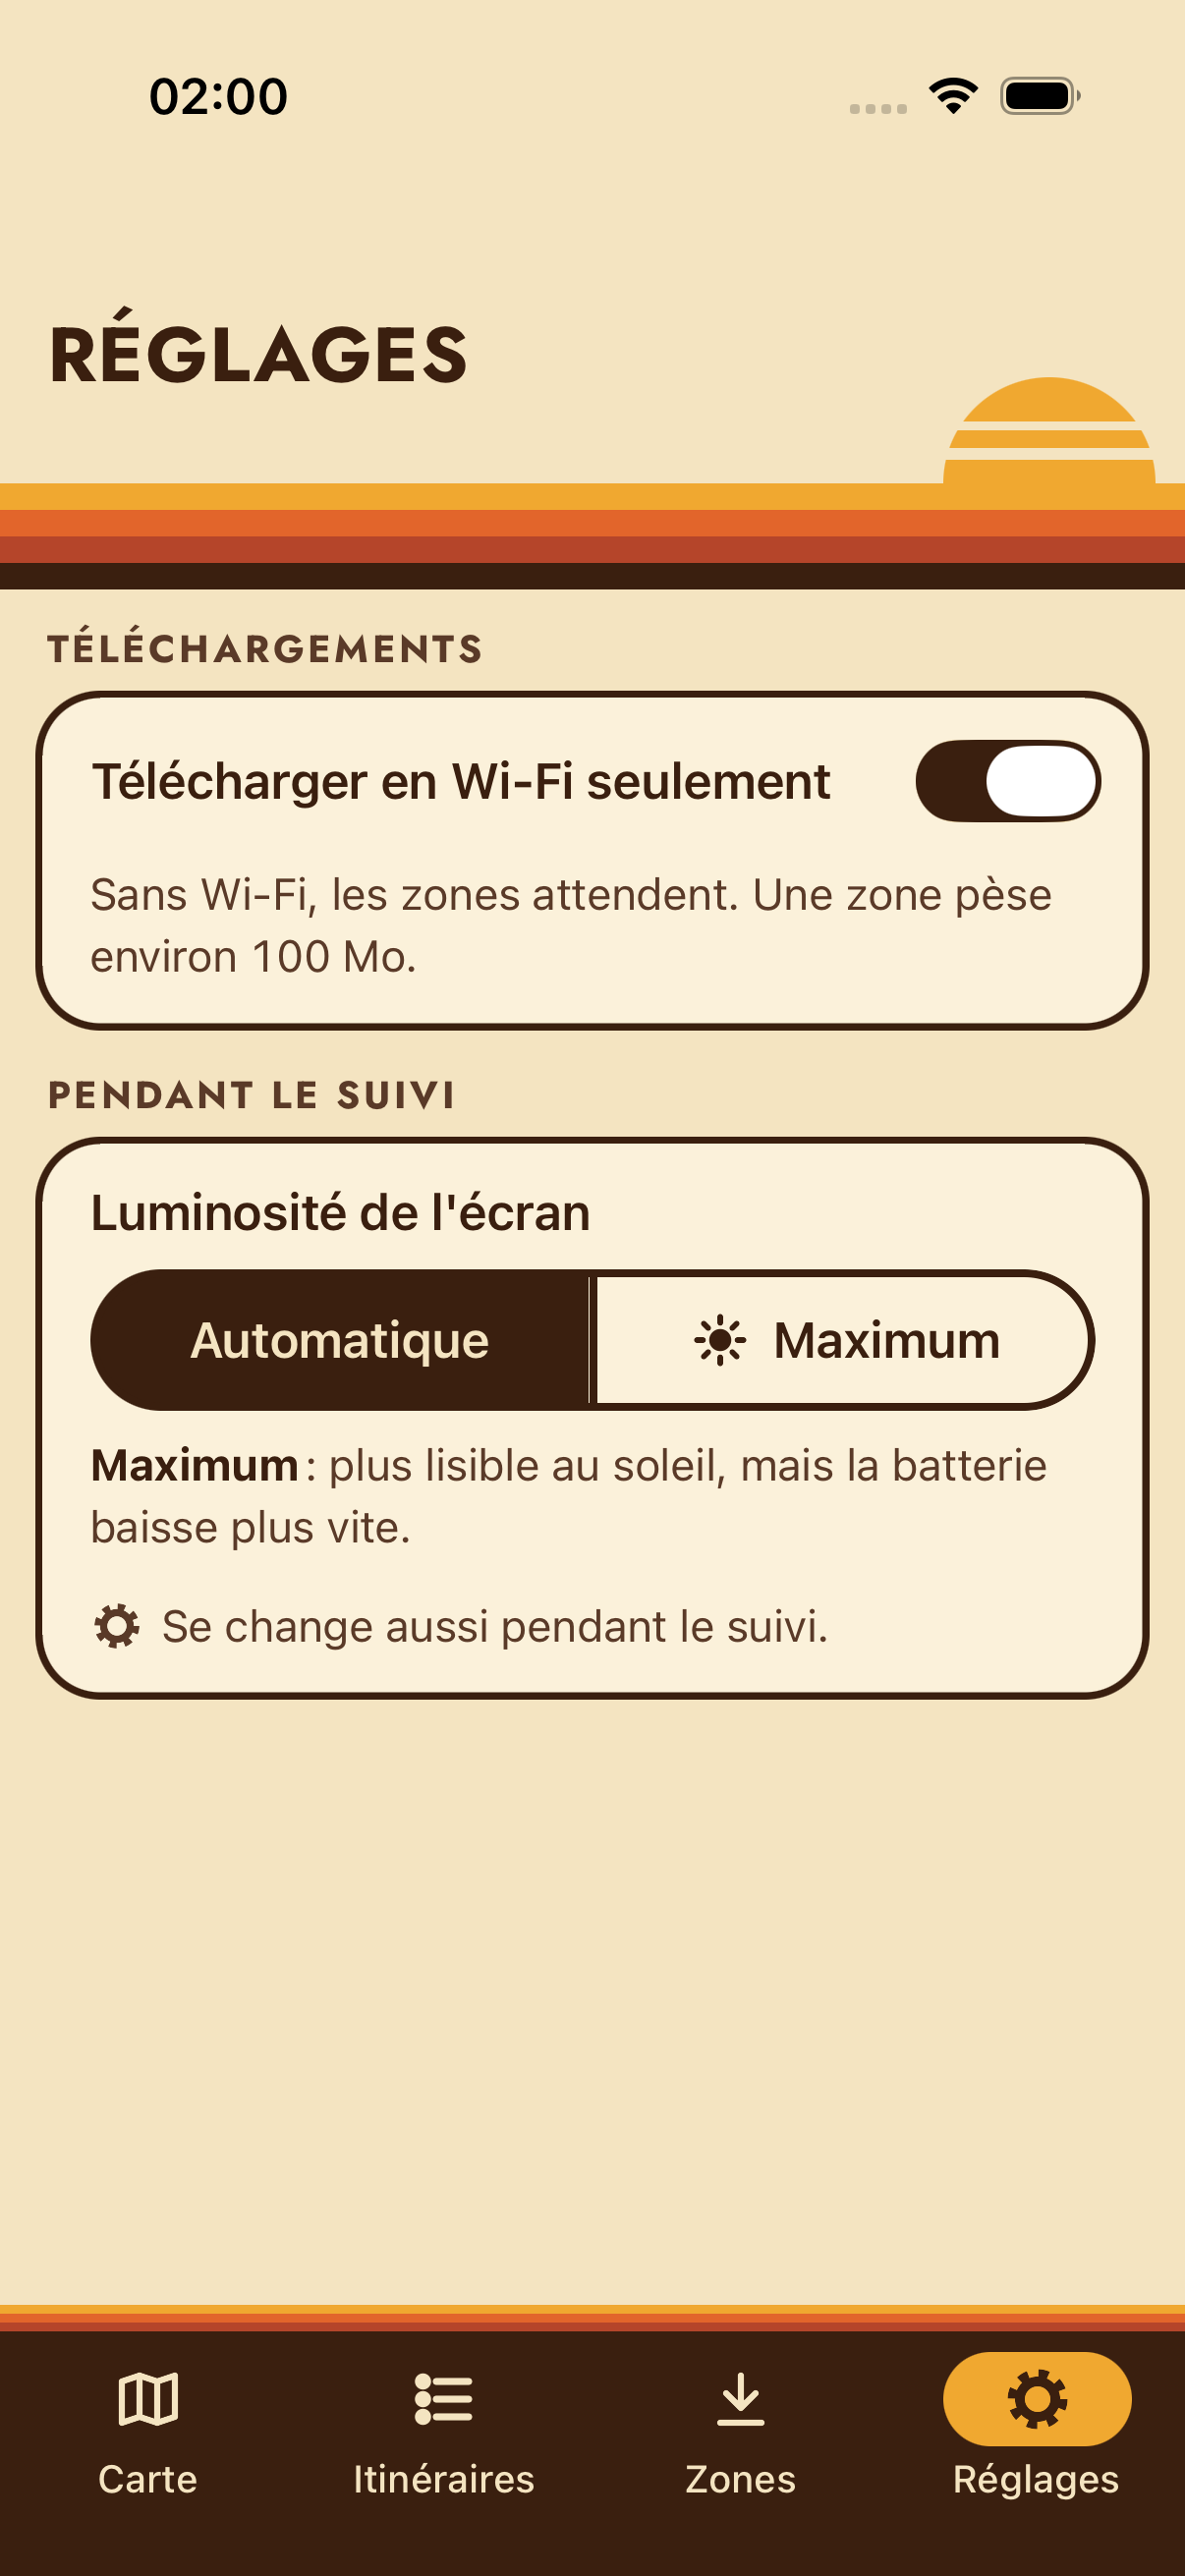 02:00
RÉGLAGES
TÉLÉCHARGEMENTS
Télécharger en Wi-Fi seulement
Sans Wi-Fi, les zones attendent. Une zone pèse
environ 100 Mo.
PENDANT LE SUIVI
Luminosité de l'écran
Automatique
Maximum
Maximum : plus lisible au soleil, mais la batterie
baisse plus vite.
Se change aussi pendant le suivi.
Carte
Itinéraires
Zones
Réglages